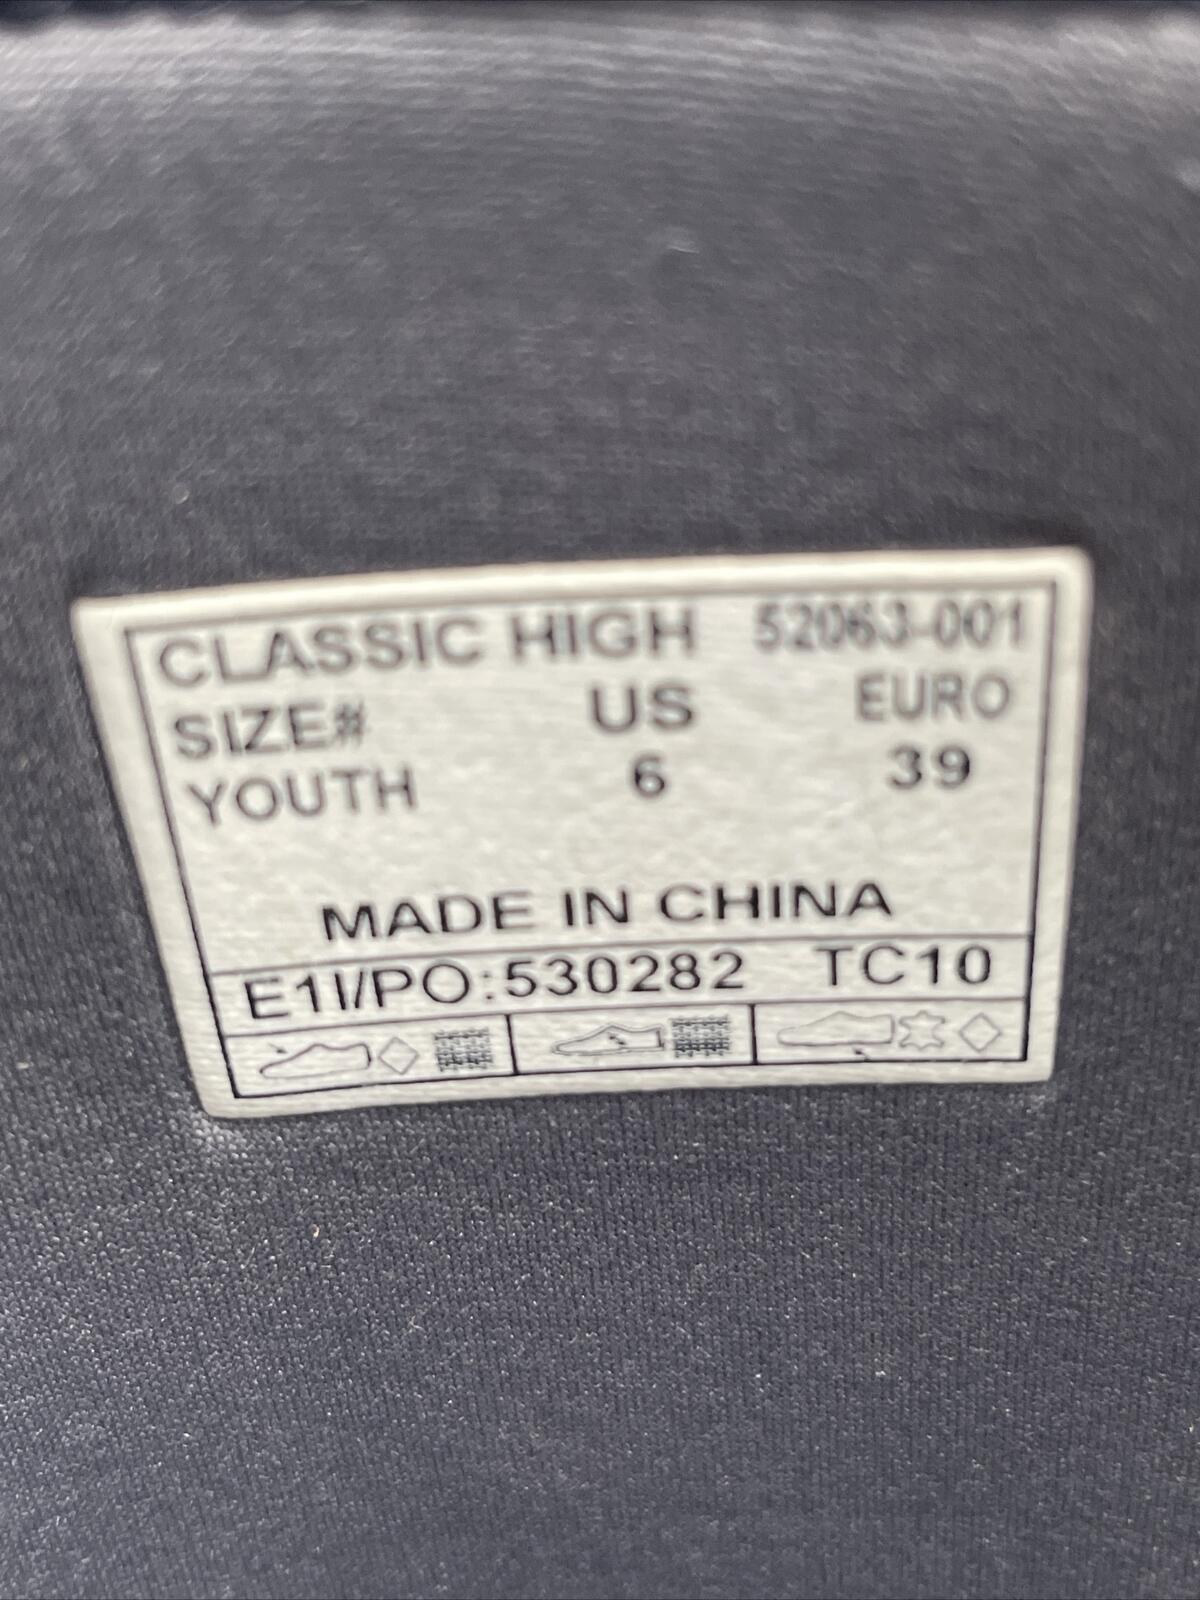 CLASSIC HIGH 52063-001
SIZE# US EURO
YOUTH 6 39
MADE IN CHINA
E1I/PO:530282 TC10